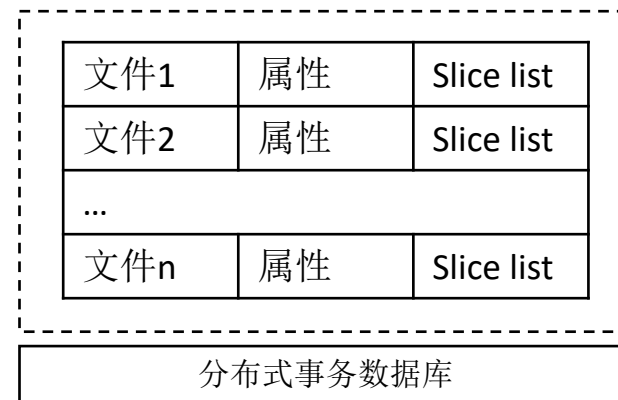 文件1 属性 Slice list
文件2 属性 Slice list
...
文件n 属性 Slice list
分布式事务数据库